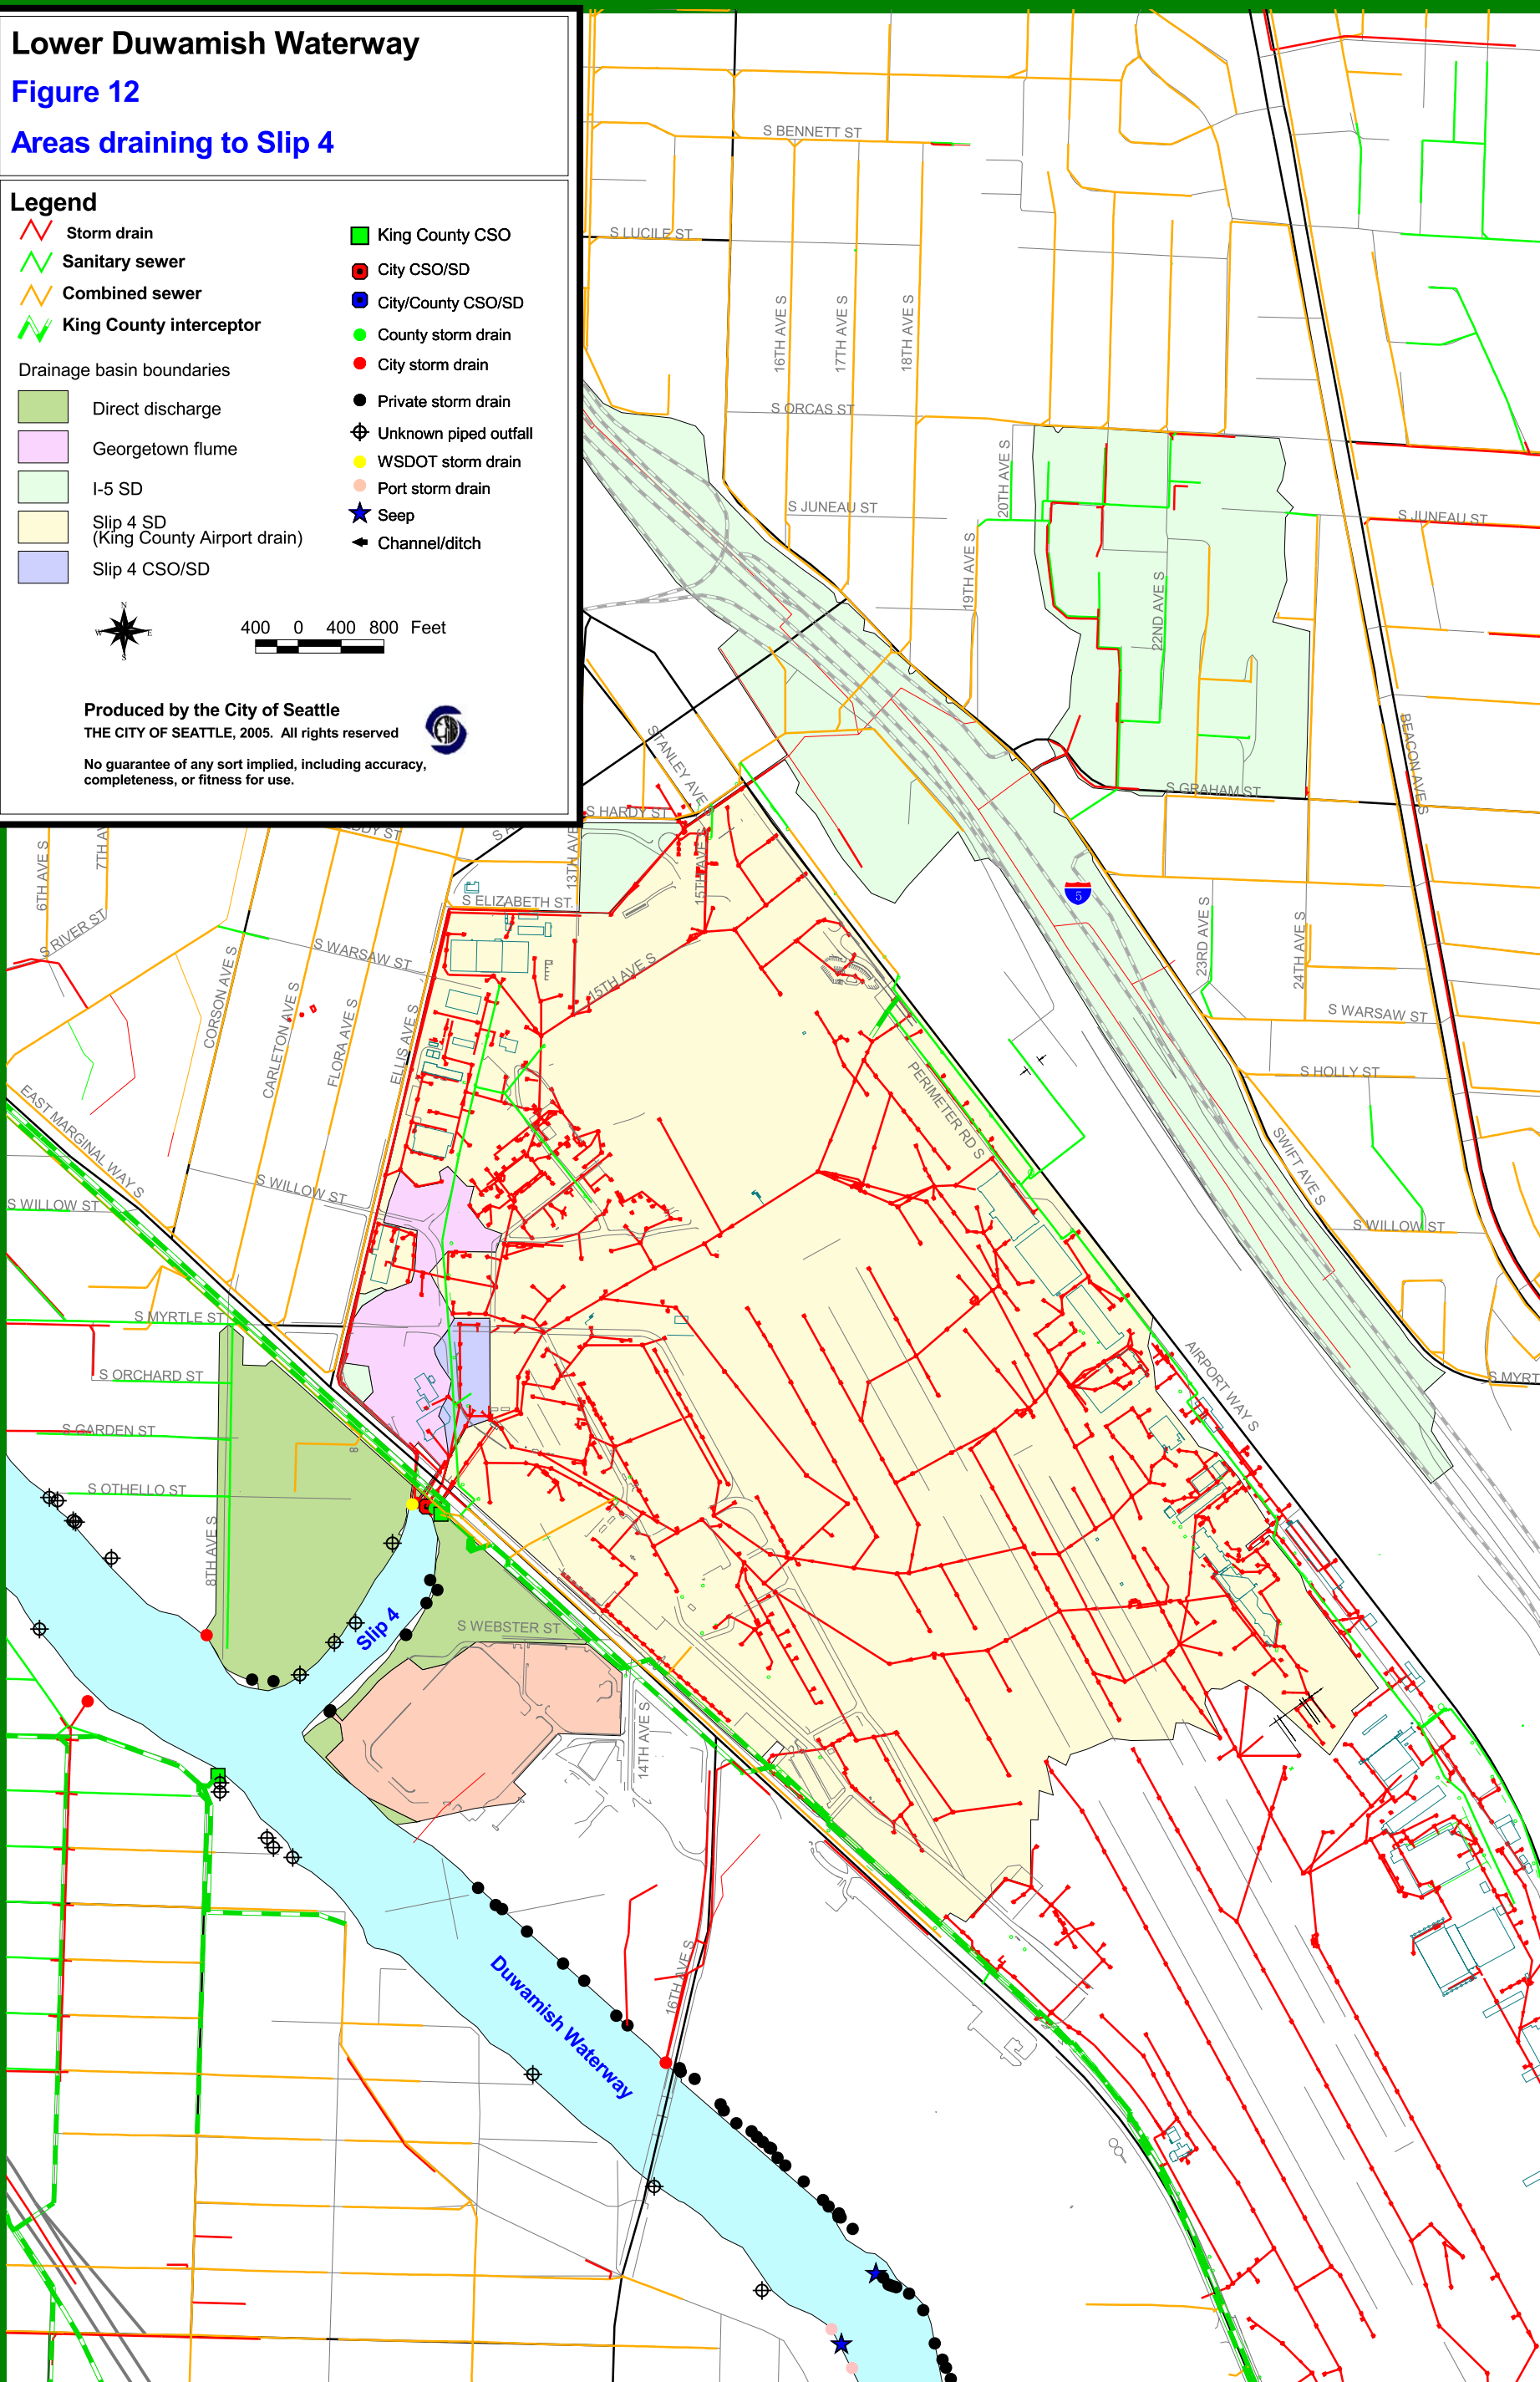 Lower Duwamish Waterway
Figure 12
Areas draining to Slip 4
Legend
Storm drain
Sanitary sewer
Combined sewer
King County interceptor
Drainage basin boundaries
Direct discharge
Georgetown flume
I-5 SD
Slip 4 SD
(King County Airport drain)
Slip 4 CSO/SD
King County CSO
City CSO/SD
City/County CSO/SD
County storm drain
City storm drain
Private storm drain
Unknown piped outfall
WSDOT storm drain
Port storm drain
Seep
Channel/ditch
N
W E
S
400 0 400 800 Feet
Produced by the City of Seattle
THE CITY OF SEATTLE, 2005. All rights reserved
No guarantee of any sort implied, including accuracy,
completeness, or fitness for use.
S BENNETT ST
S LUCILE ST
16TH AVE S
17TH AVE S
18TH AVE S
S ORCAS ST
20TH AVE S
S JUNEAU ST
S JUNEAU ST
19TH AVE S
22ND AVE S
STANLEY AVE
BEACON AVE S
S GRAHAM ST
S HARDY ST
13TH AVE
15TH AVE S
6TH AVE S
7TH AV
DDY ST
S ELIZABETH ST.
5
S RIVER ST
S WARSAW ST
15TH AVE S
23RD AVE S
24TH AVE S
CORSON AVE S
CARLETON AVE S
FLORA AVE S
ELLIS AVE S
S WARSAW ST
PERIMETER RD S
S HOLLY ST
EAST MARGINAL WAY S
SWIFT AVE S
S WILLOW ST
S WILLOW ST
S WILLOW ST
S MYRTLE ST
AIRPORT WAY S
S MYRT
S ORCHARD ST
S GARDEN ST
S OTHELLO ST
8TH AVE S
Slip 4
S WEBSTER ST
14TH AVE S
16TH AVE S
Duwamish Waterway